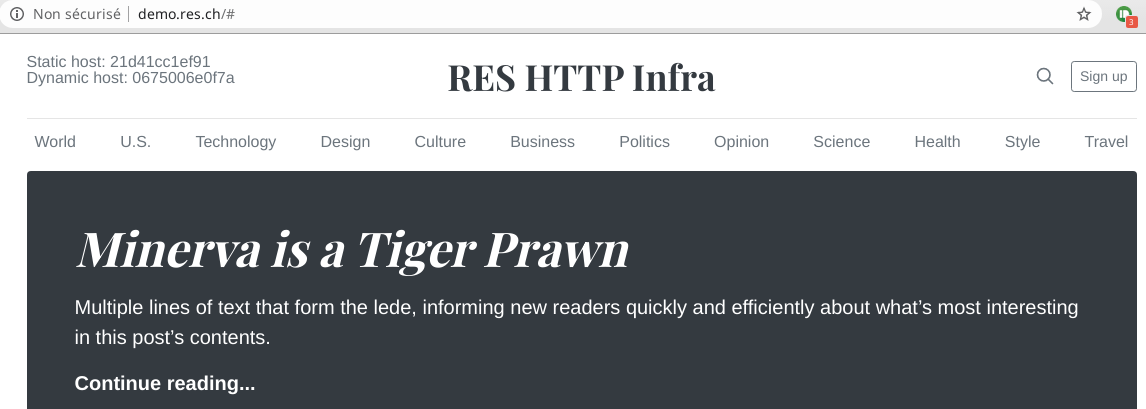 Non sécurisé demo.res.ch/#
3
Static host: 21d41cc1ef91
Dynamic host: 0675006e0f7a
RES HTTP Infra
Sign up
World U.S. Technology Design Culture Business Politics Opinion Science Health Style Travel
Minerva is a Tiger Prawn
Multiple lines of text that form the lede, informing new readers quickly and efficiently about what’s most interesting
in this post’s contents.
Continue reading...